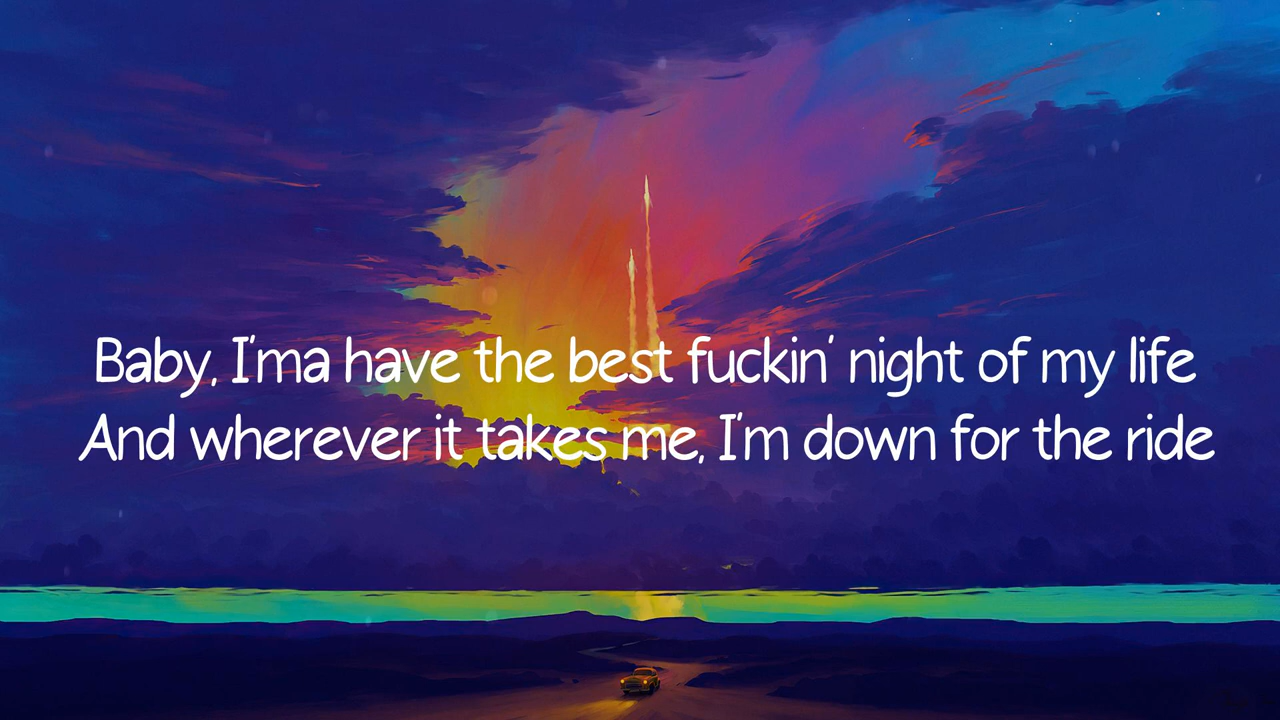 Baby, I'ma have the best fuckin' night of my life
And wherever it takes me, I'm down for the ride